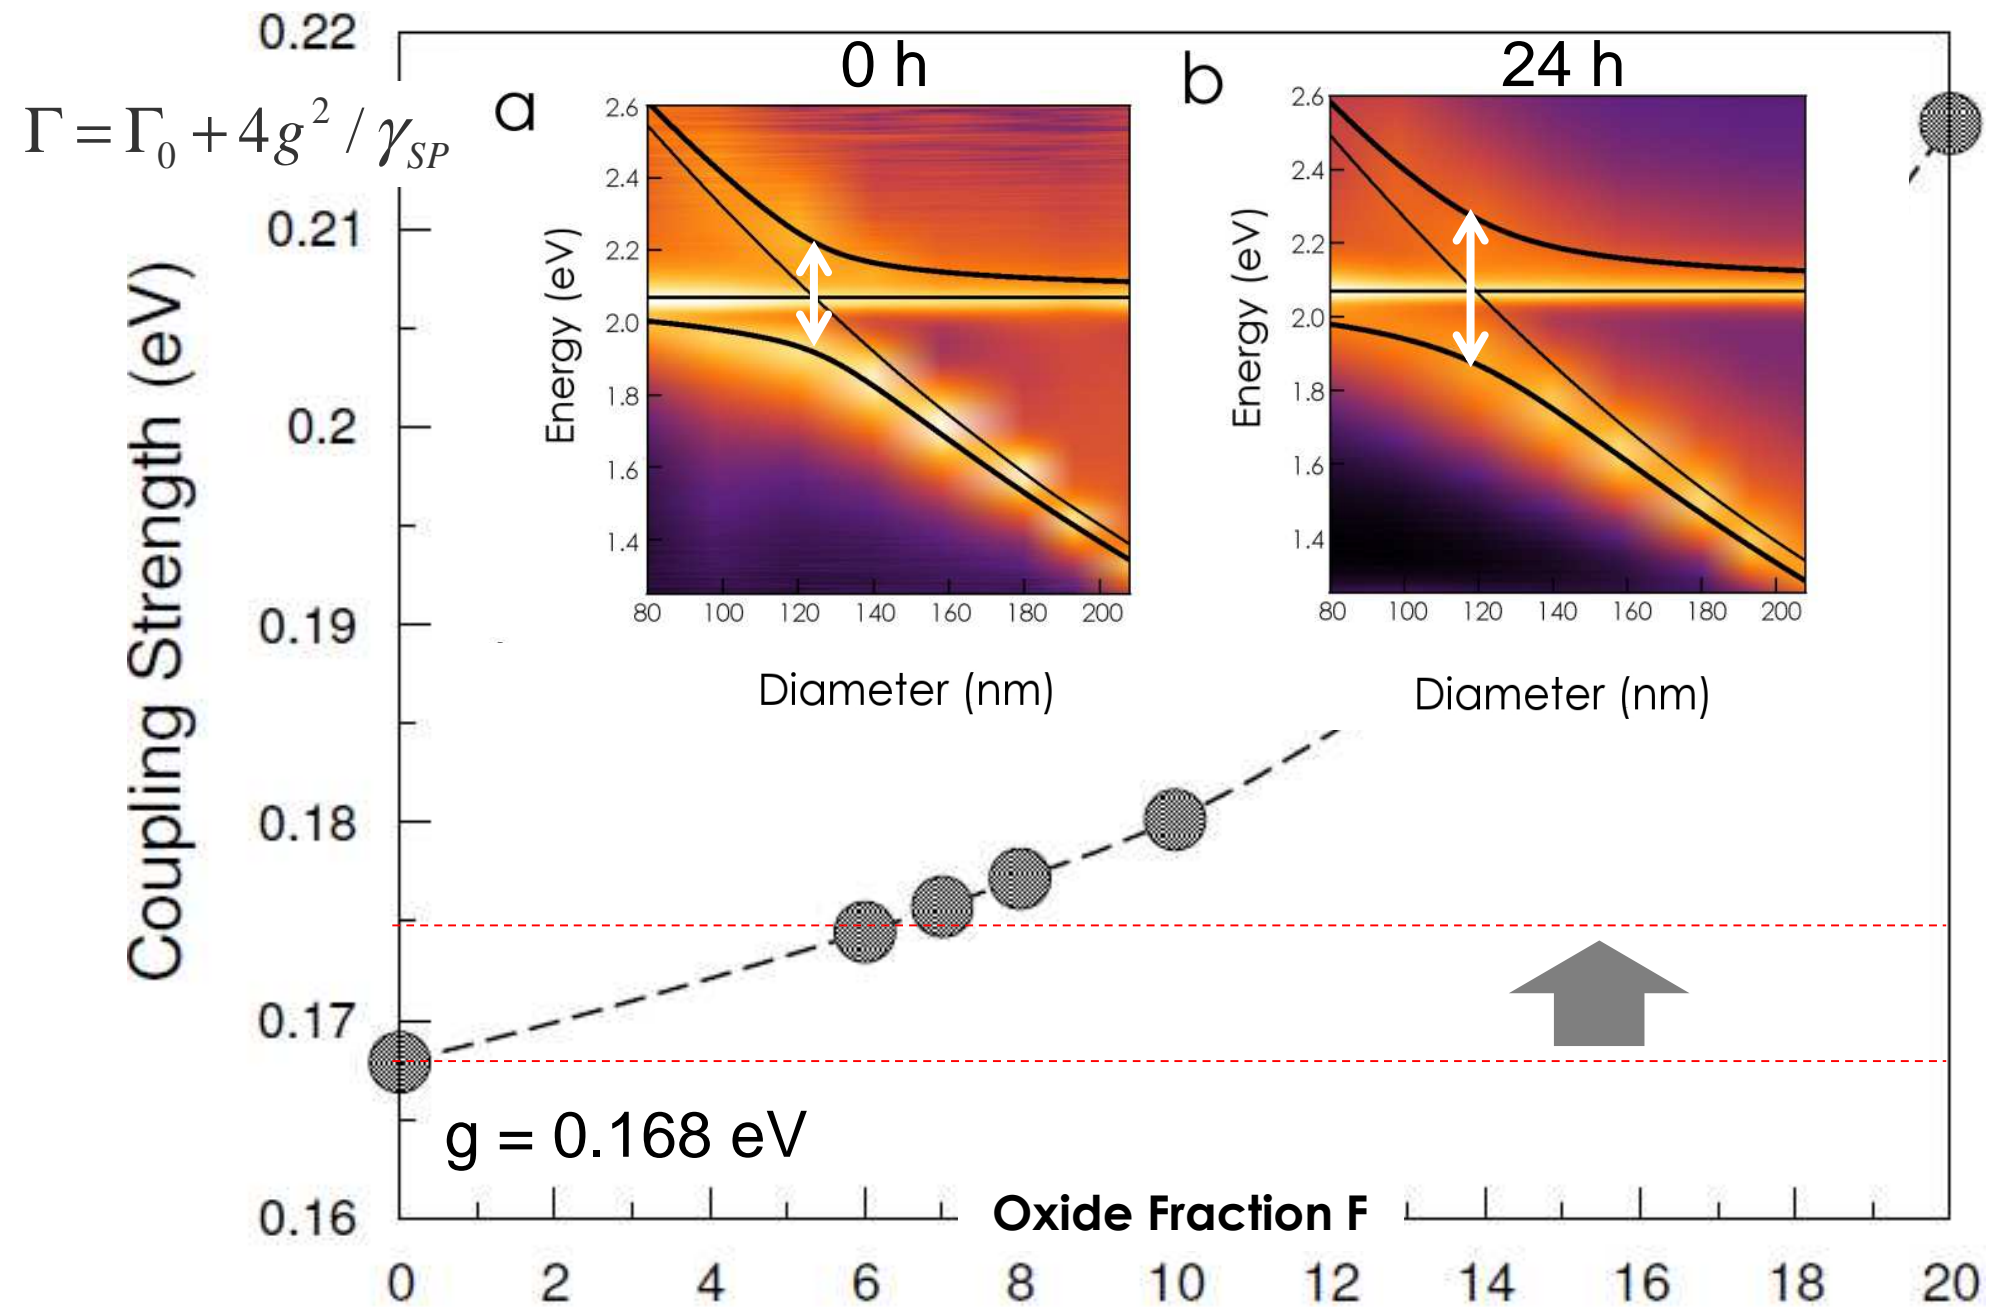 0.22
0.21
0.2
0.19
0.18
0.17
0.16
Coupling Strength (eV)
Γ = Γ₀ + 4g² / γ_SP
a
0 h
2.6
2.4
2.2
2.0
1.8
1.6
1.4
Energy (eV)
80 100 120 140 160 180 200
Diameter (nm)
b
24 h
2.6
2.4
2.2
2.0
1.8
1.6
1.4
Energy (eV)
80 100 120 140 160 180 200
Diameter (nm)
g = 0.168 eV
Oxide Fraction F
0 2 4 6 8 10 12 14 16 18 20